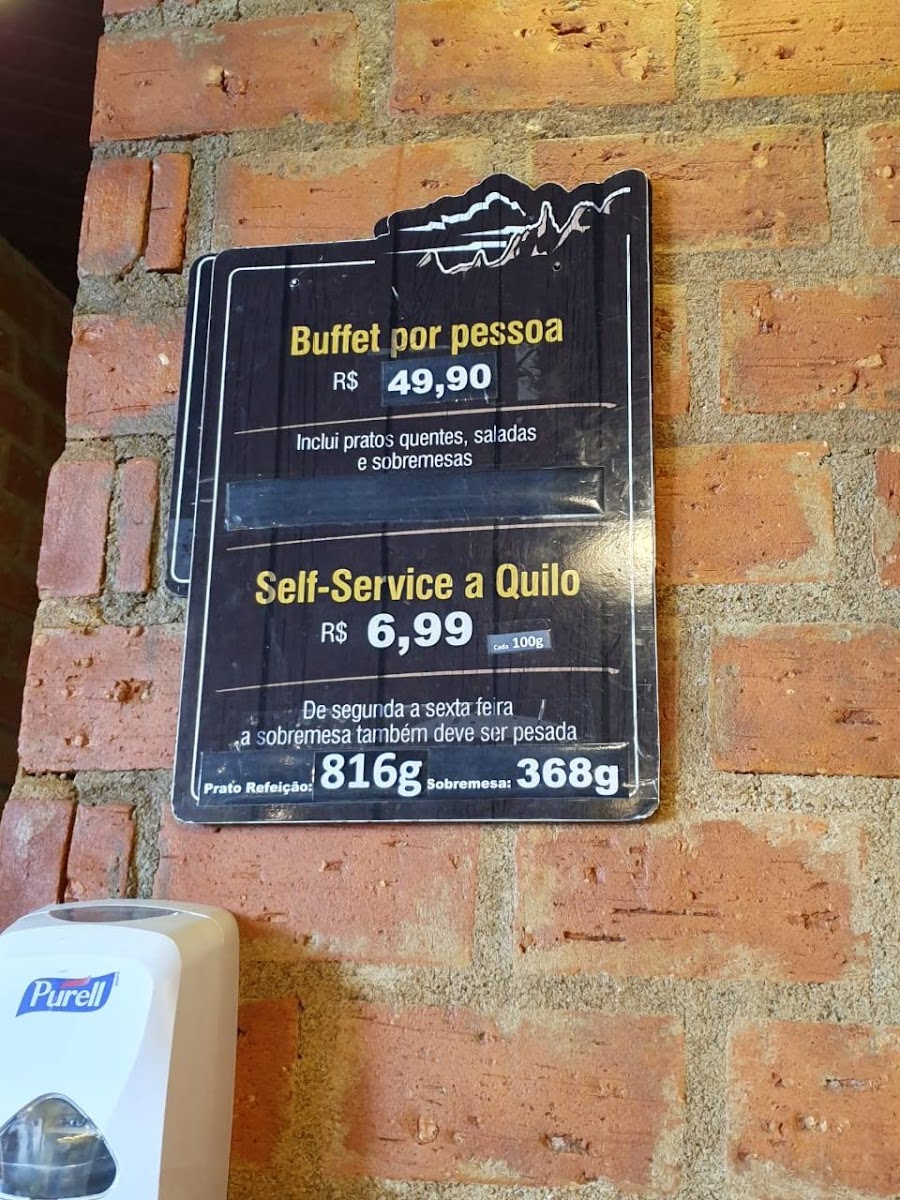 Buffet por pessoa
R$ 49,90
Inclui pratos quentes, saladas
e sobremesas
Self-Service a Quilo
R$ 6,99 Cada 100g
De segunda a sexta feira
a sobremesa também deve ser pesada
Prato Refeição: 816g Sobremesa: 368g
Purell